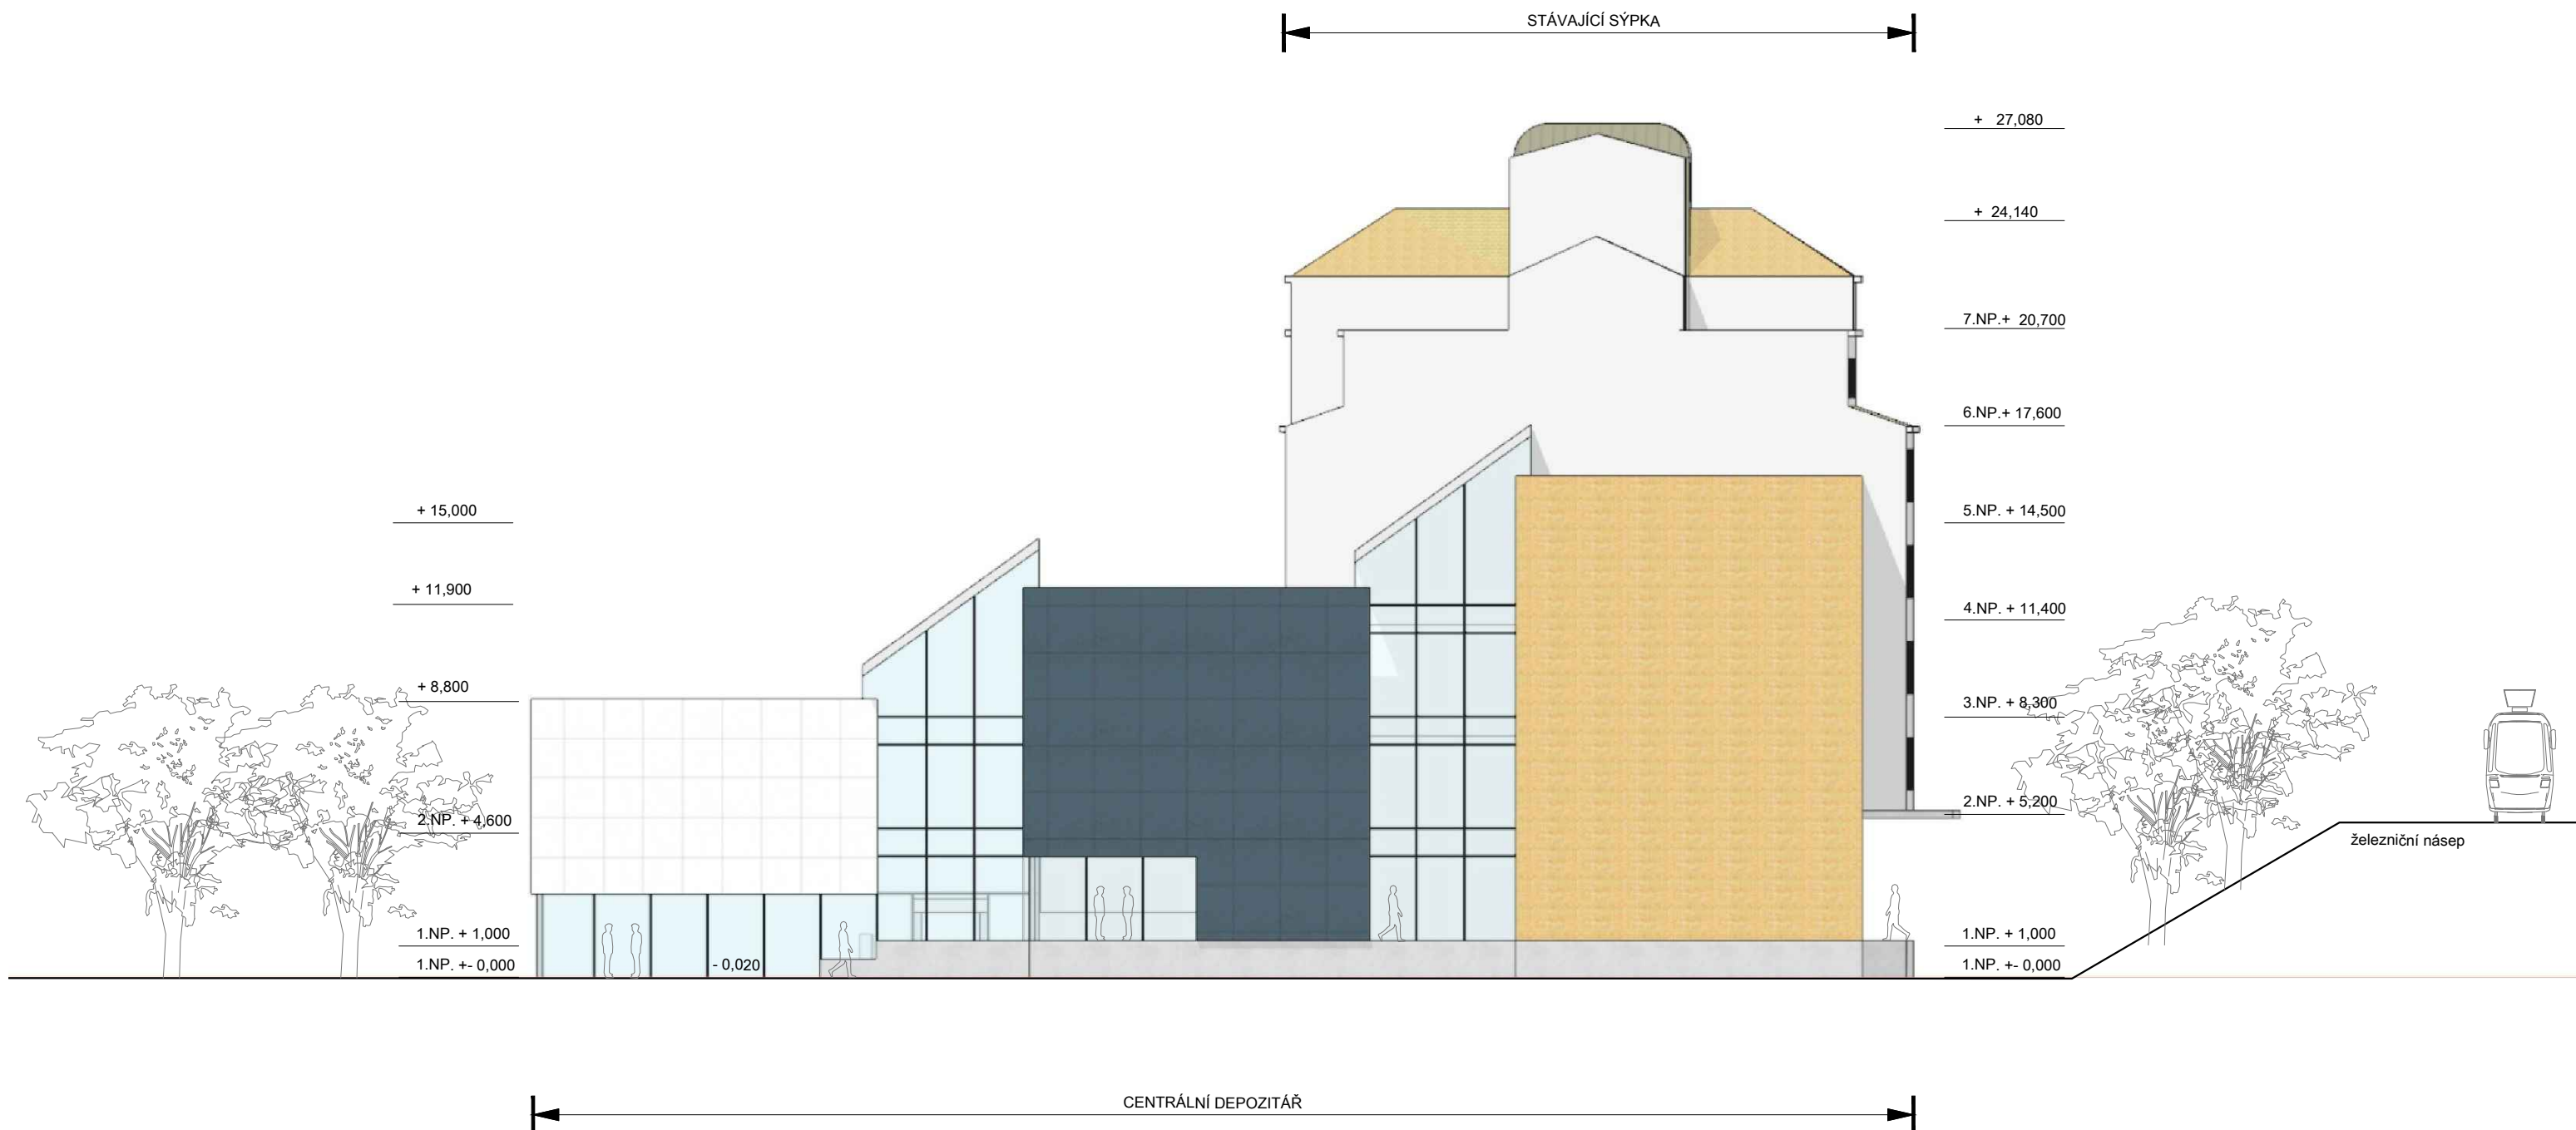 STÁVAJÍCÍ SÝPKA
+ 27,080
+ 24,140
7.NP.+ 20,700
6.NP.+ 17,600
+ 15,000
5.NP. + 14,500
+ 11,900
4.NP. + 11,400
+ 8,800
3.NP. + 8,300
2.NP. + 4,600
2.NP. + 5,200
železniční násep
1.NP. + 1,000
1.NP. + 1,000
1.NP. +- 0,000
- 0,020
1.NP. +- 0,000
CENTRÁLNÍ DEPOZITÁŘ